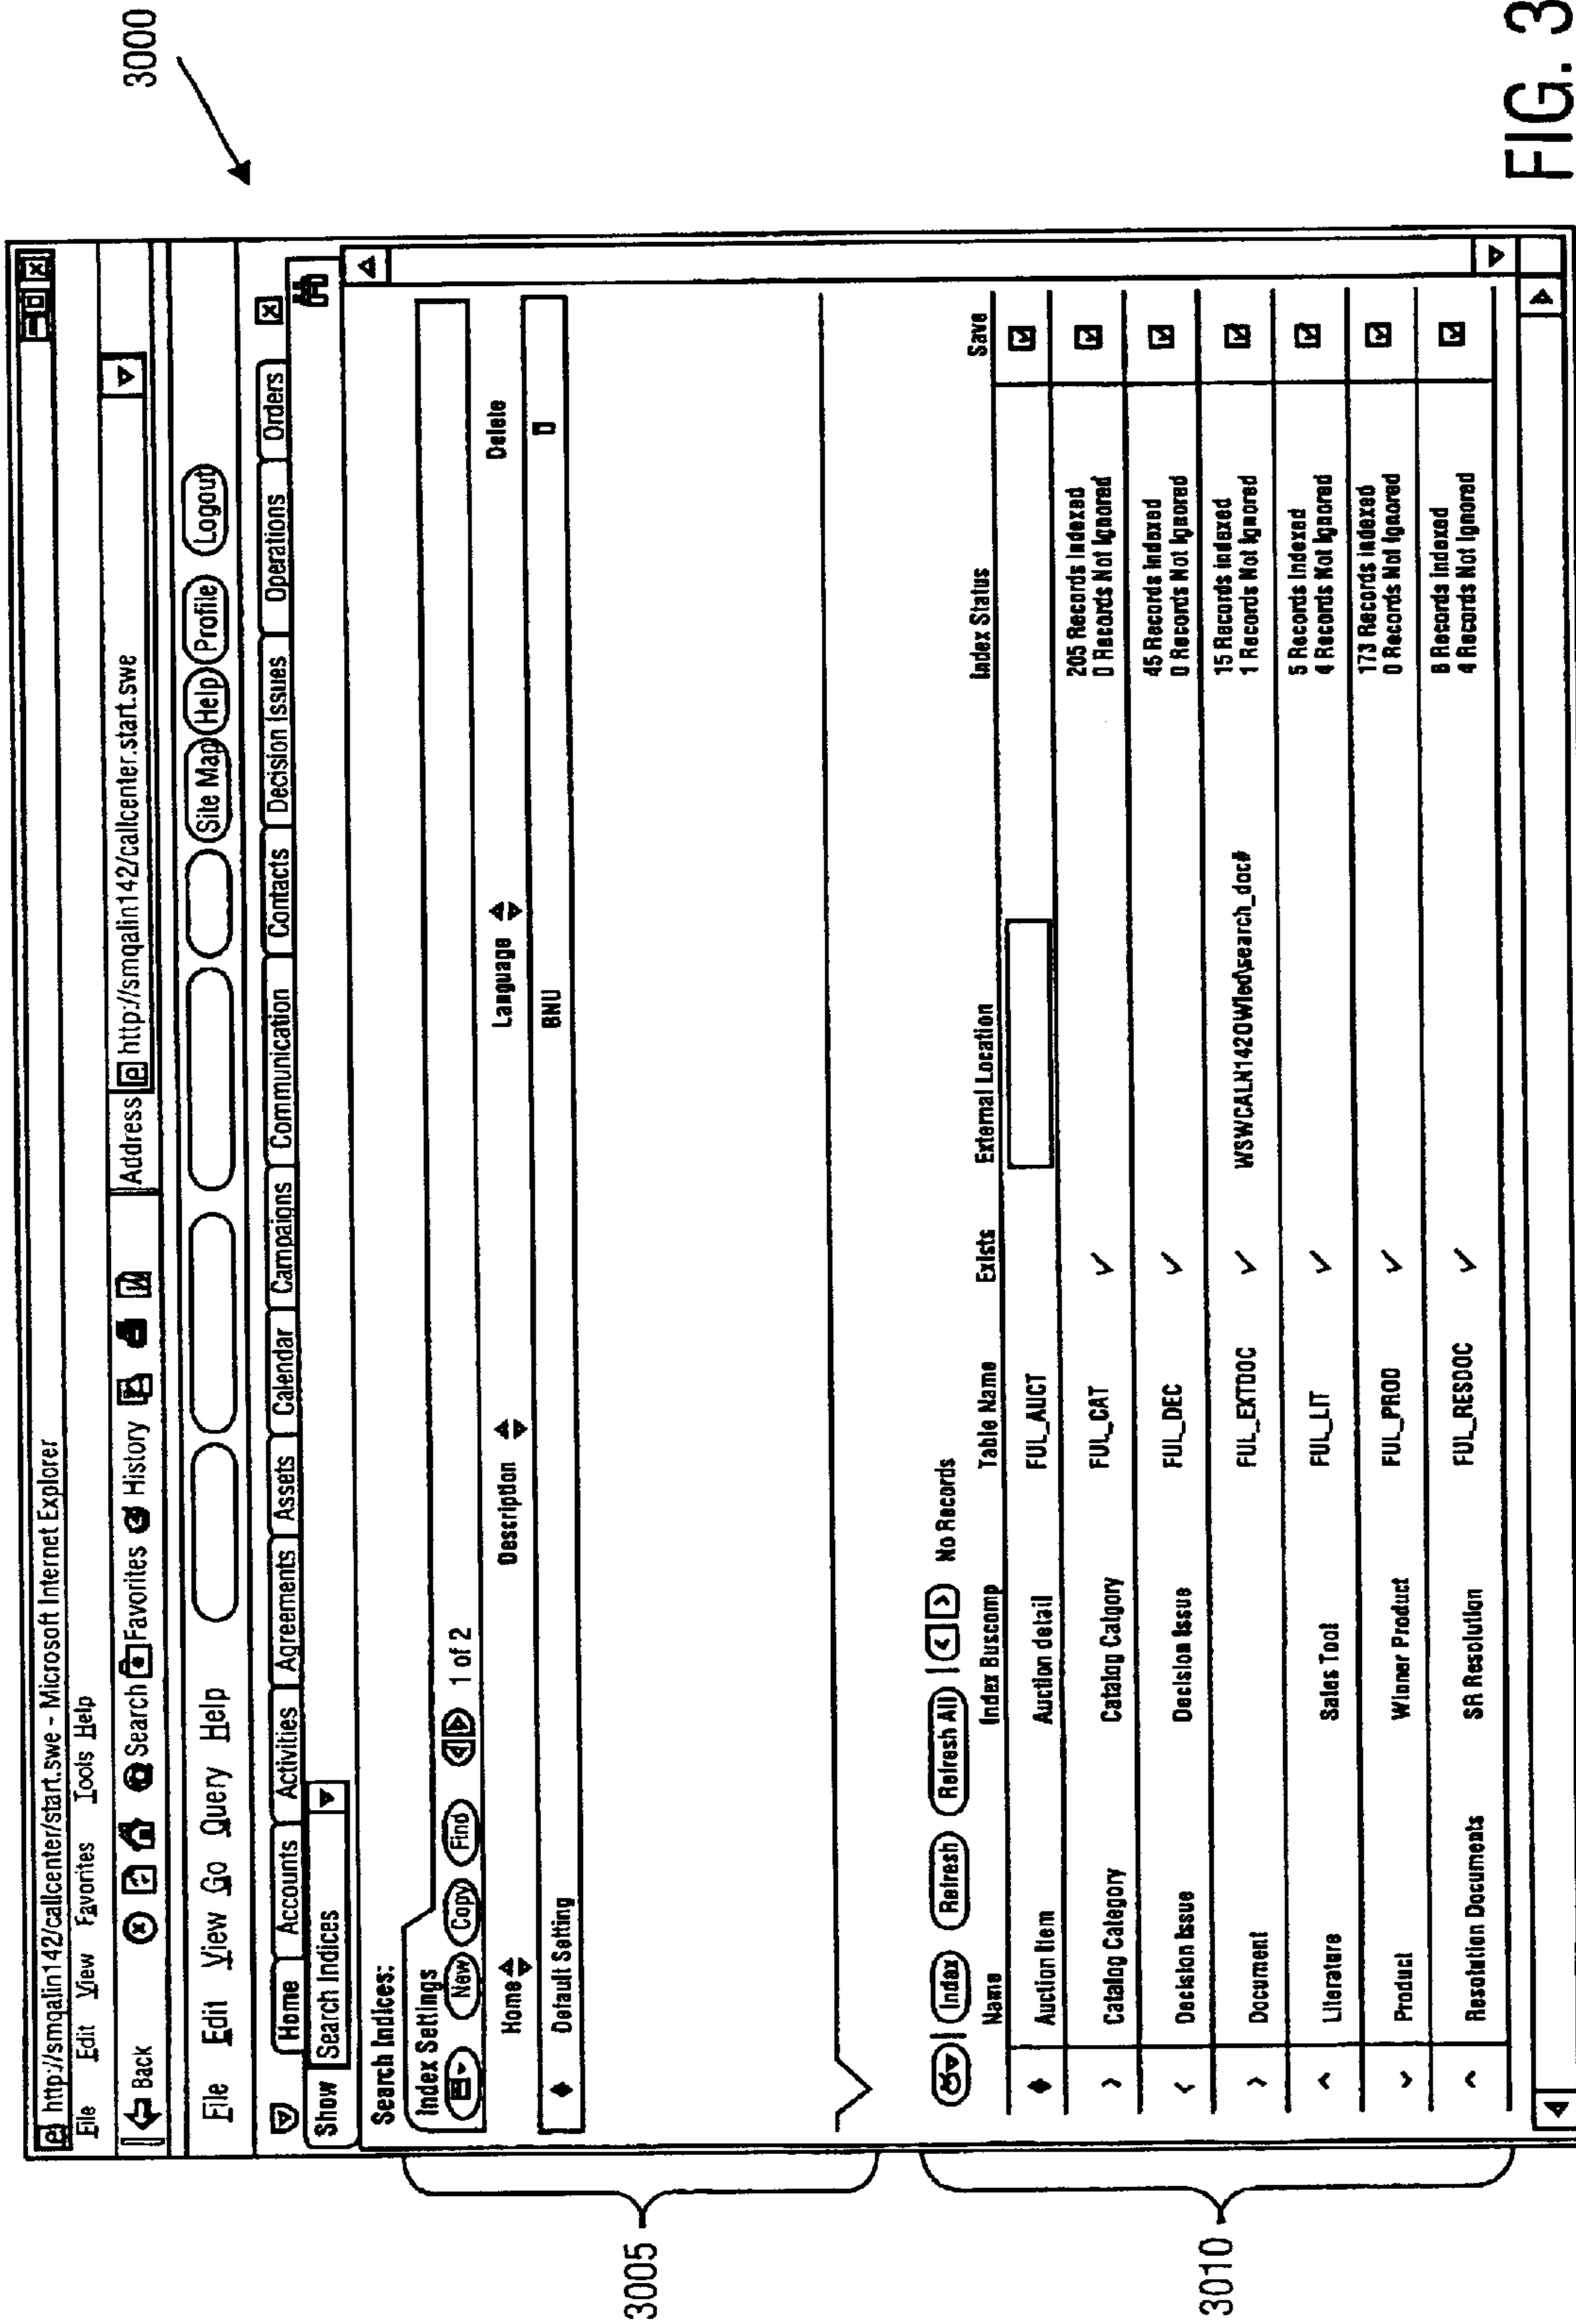 3000
http://smqalin142/callcenter/start.swe - Microsoft Internet Explorer
File Edit View Favorites Tools Help
Back Search Favorites History Address http://smqalin142/callcenter.start.swe
File Edit View Go Query Help Site Map Help Profile Logout
Home Accounts Activities Agreements Assets Calendar Campaigns Communication Contacts Decision Issues Operations Orders
Show Search Indices
Search Indices:
Index Settings
New Copy Find 1 of 2
Home Description Language Delete
Default Setting BNU
3005
Index Refresh Refresh All No Records
Name Index Buscomp Table Name Exists External Location Index Status Save
Auction Item Auction detail FUL_AUCT
Catalog Category Catalog Catgory FUL_CAT 205 Records Indexed
0 Records Not Ignored
Decision Issue Decision Issue FUL_DEC 45 Records Indexed
0 Records Not Ignored
Document FUL_EXTDOC WSWCALN142OWled\search_doc# 15 Records indexed
1 Records Not Ignored
Literature Sales Tool FUL_LIT 5 Records Indexed
4 Records Not Ignored
Product Winner Product FUL_PROD 173 Records indexed
0 Records Not Ignored
Resolution Documents SR Resolution FUL_RESDOC Records indexed
4 Records Not Ignored
3010
FIG. 3